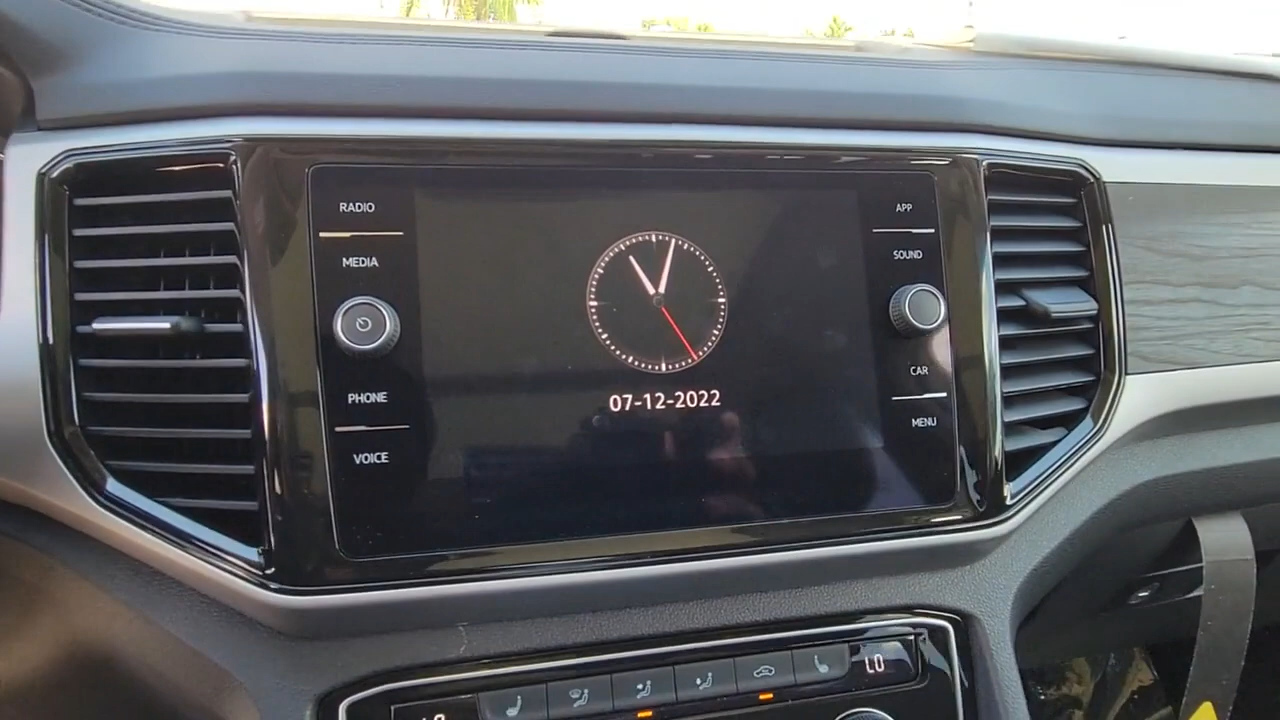 RADIO
MEDIA
PHONE
VOICE
07-12-2022
APP
SOUND
CAR
MENU
LO